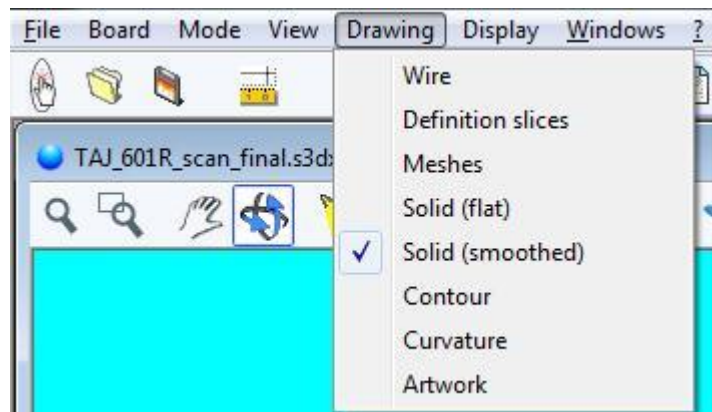 File Board Mode View Drawing Display Windows ?
Wire
Definition slices
TAJ_601R_scan_final.s3dx
Meshes
Solid (flat)
Solid (smoothed)
Contour
Curvature
Artwork